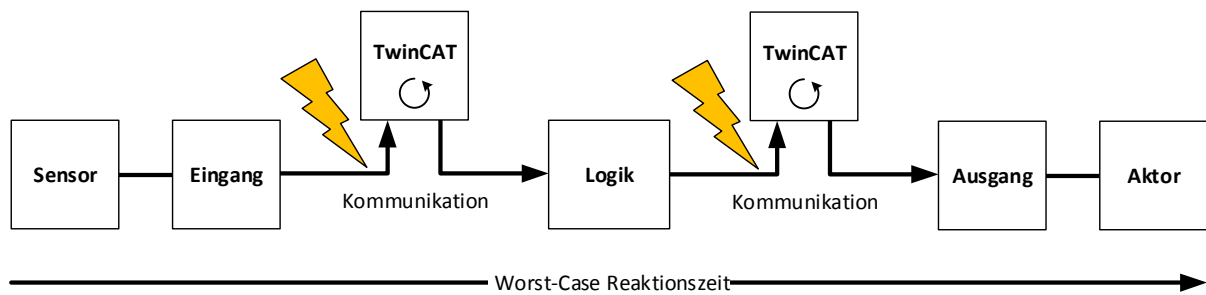 TwinCAT
TwinCAT
Sensor
Eingang
Logik
Ausgang
Aktor
Kommunikation
Kommunikation
Worst-Case Reaktionszeit